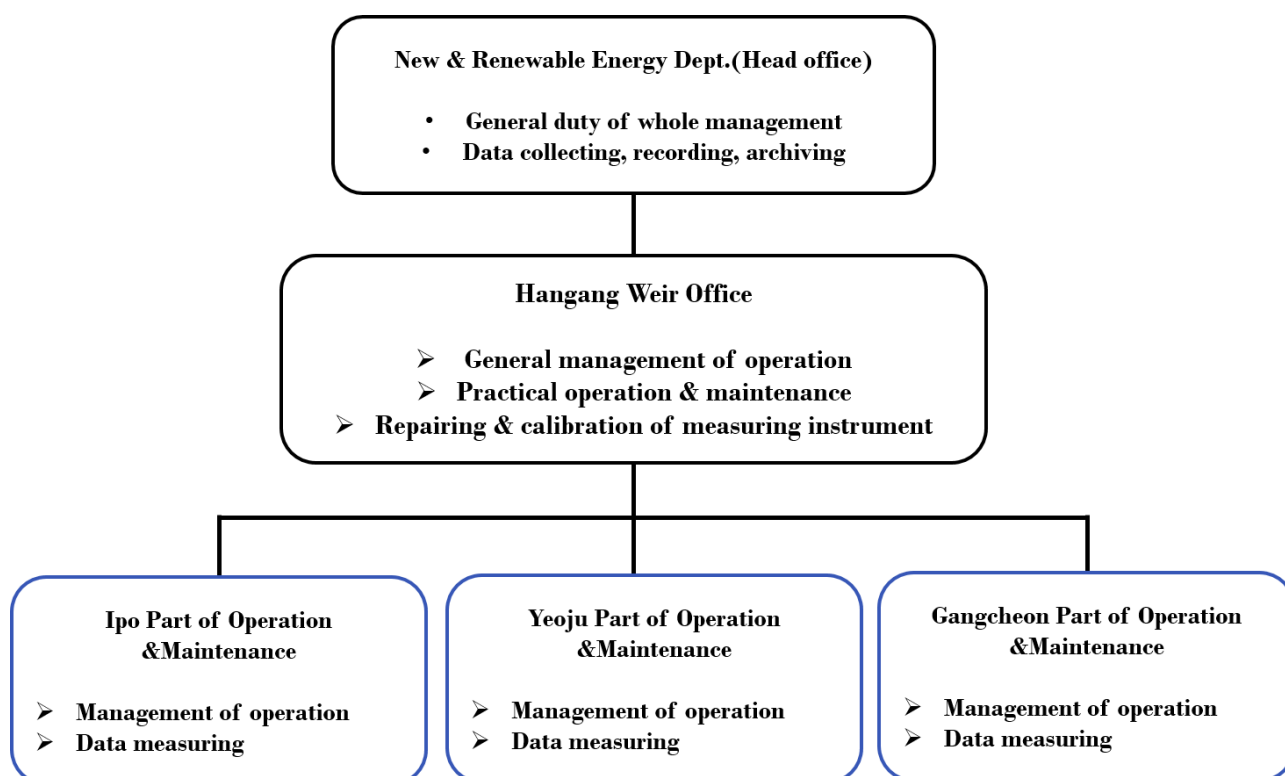 New & Renewable Energy Dept.(Head office)
• General duty of whole management
• Data collecting, recording, archiving
Hangang Weir Office
➢ General management of operation
➢ Practical operation & maintenance
➢ Repairing & calibration of measuring instrument
Ipo Part of Operation
&Maintenance
➢ Management of operation
➢ Data measuring
Yeoju Part of Operation
&Maintenance
➢ Management of operation
➢ Data measuring
Gangcheon Part of Operation
&Maintenance
➢ Management of operation
➢ Data measuring